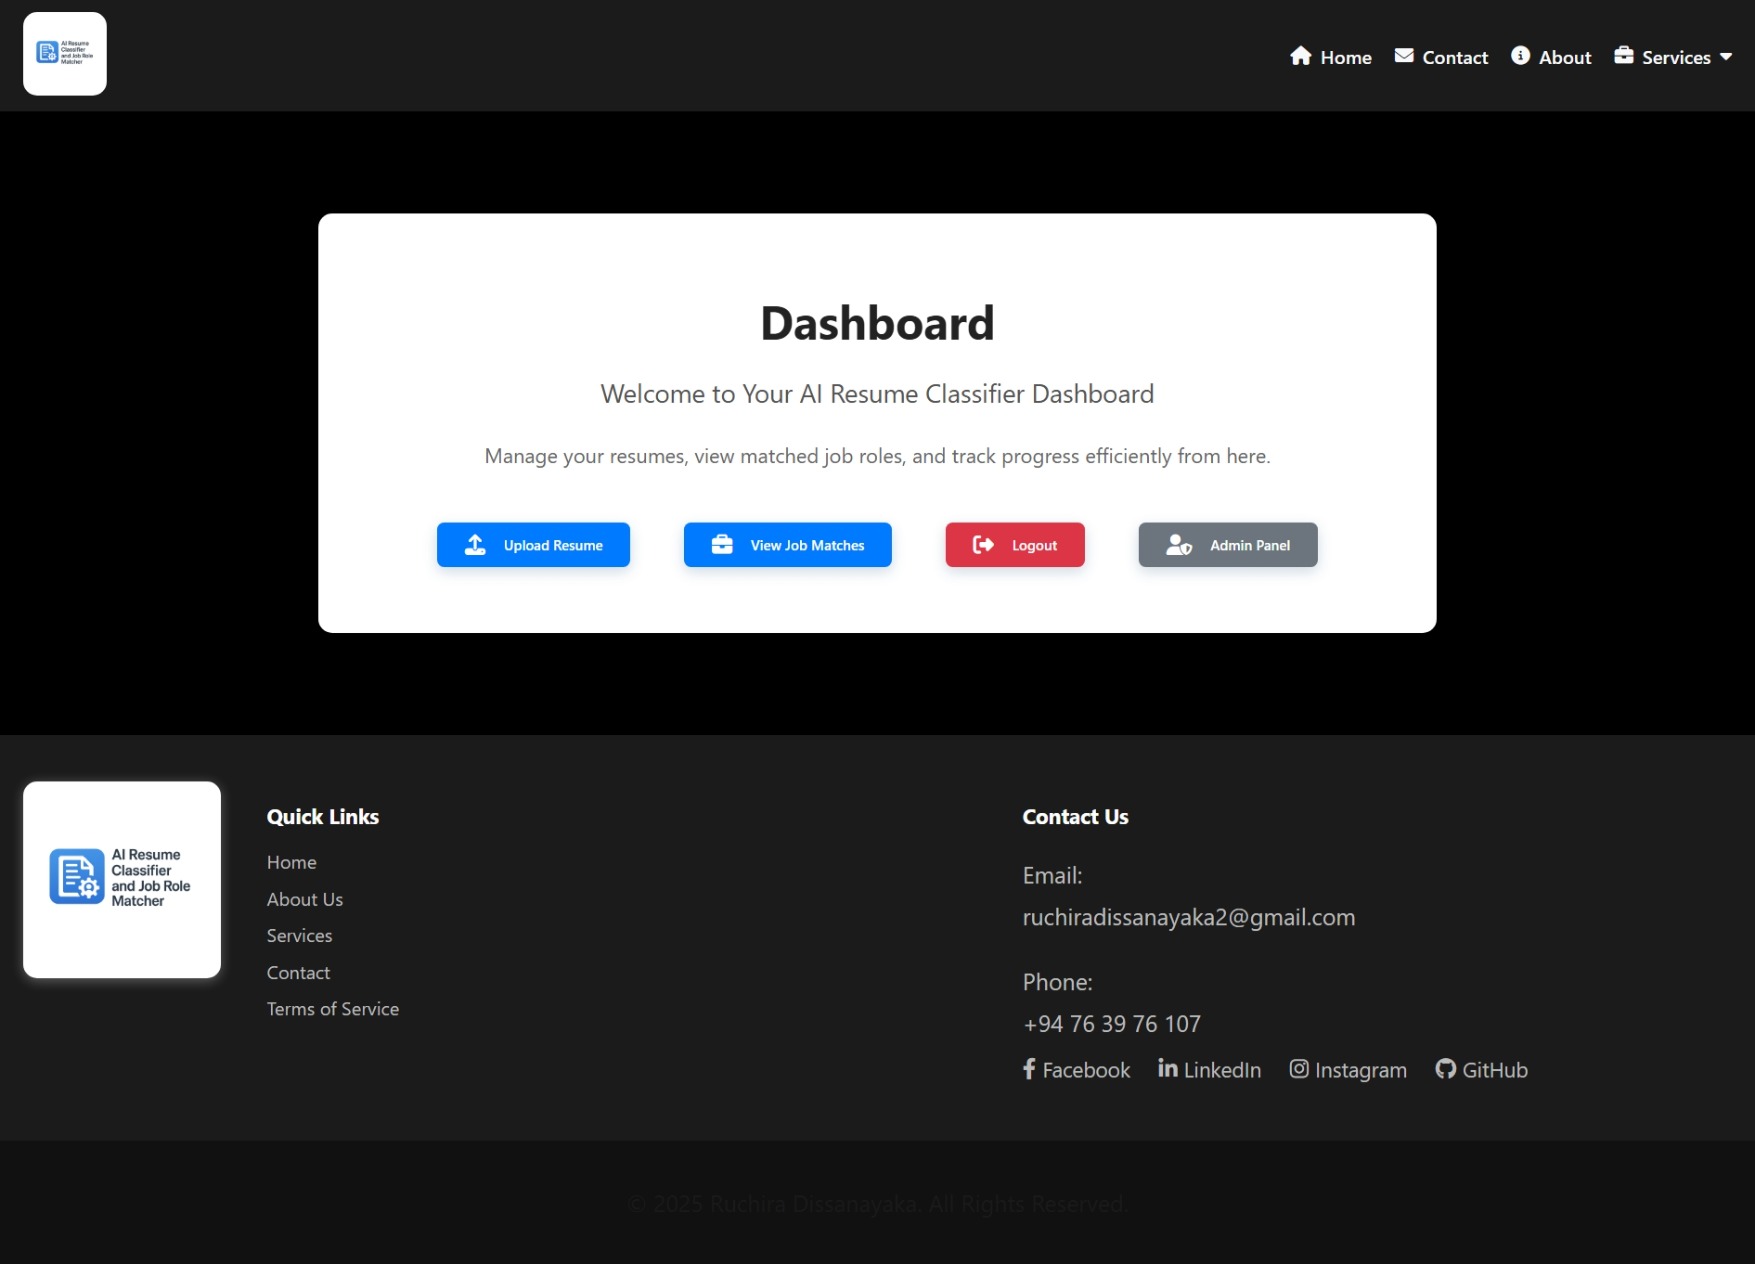 AI Resume
Classifier
and Job Role
Matcher
Home
Contact
About
Services
Dashboard
Welcome to Your AI Resume Classifier Dashboard
Manage your resumes, view matched job roles, and track progress efficiently from here.
Upload Resume
View Job Matches
Logout
Admin Panel
AI Resume
Classifier
and Job Role
Matcher
Quick Links
Home
About Us
Services
Contact
Terms of Service
Contact Us
Email:
ruchiradissanayaka2@gmail.com
Phone:
+94 76 39 76 107
Facebook LinkedIn Instagram GitHub
© 2025 Ruchira Dissanayaka. All Rights Reserved.